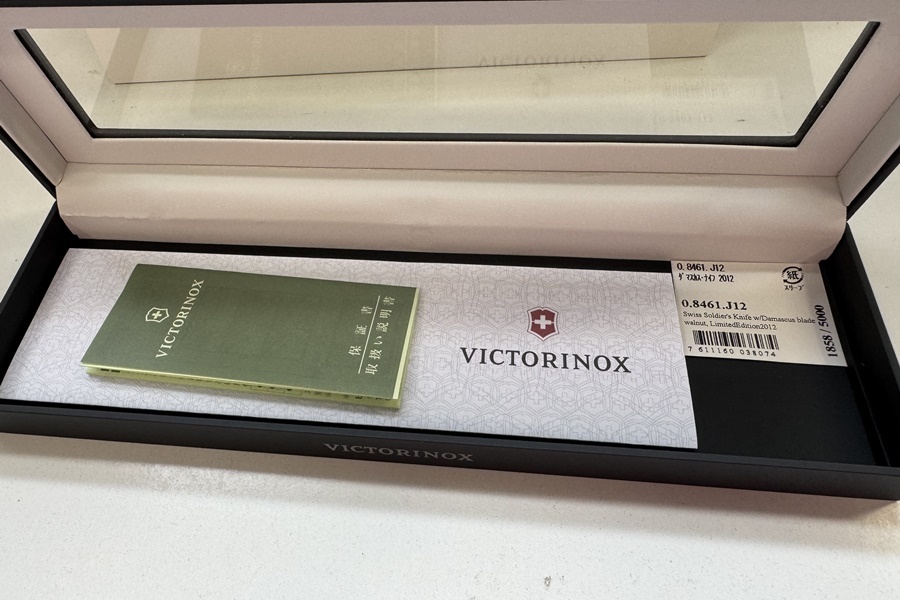 VICTORINOX
保証書
取扱い説明書
VICTORINOX
0.8461.J12
ダマスカス・ナイフ 2012
紙
スリーブ
0.8461.J12
Swiss Soldier's Knife w/Damascus blade
walnut, LimitedEdition2012
7 611160 038074
1858 / 5000
VICTORINOX